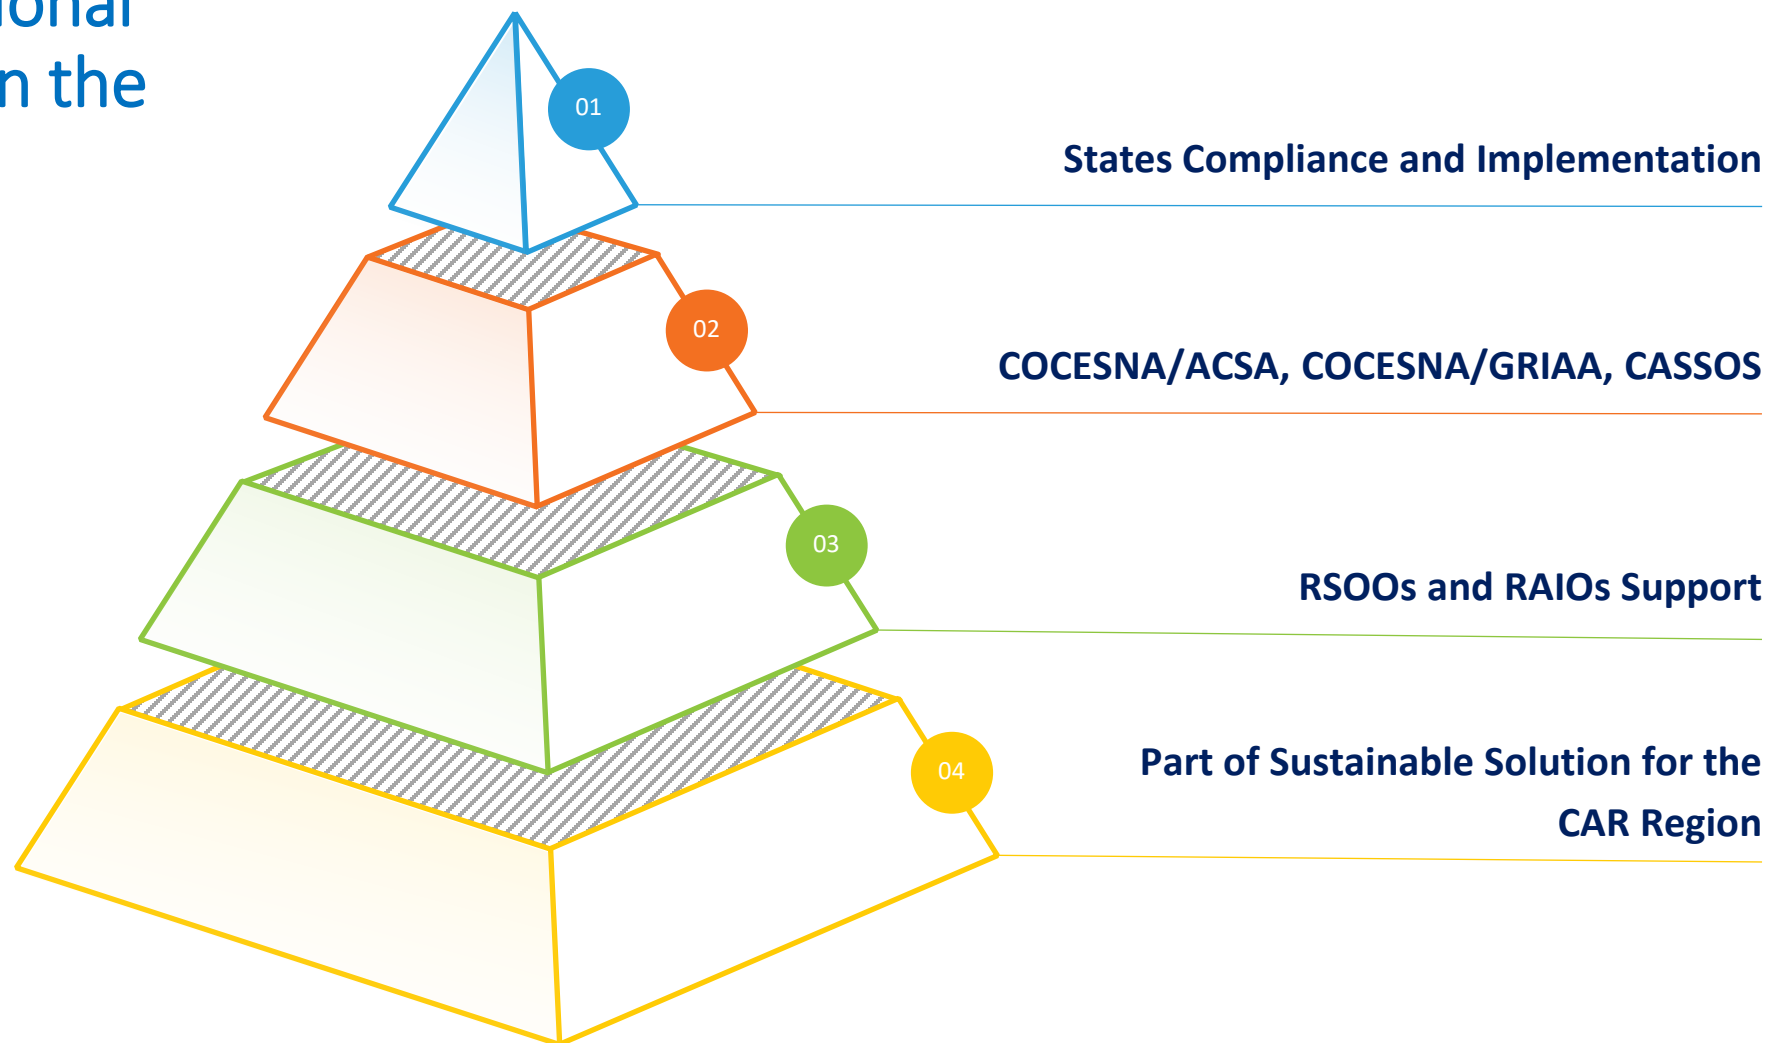 n the
01
States Compliance and Implementation
02
COCESNA/ACSA, COCESNA/GRIAA, CASSOS
03
RSOOs and RAIOs Support
04
Part of Sustainable Solution for the
CAR Region